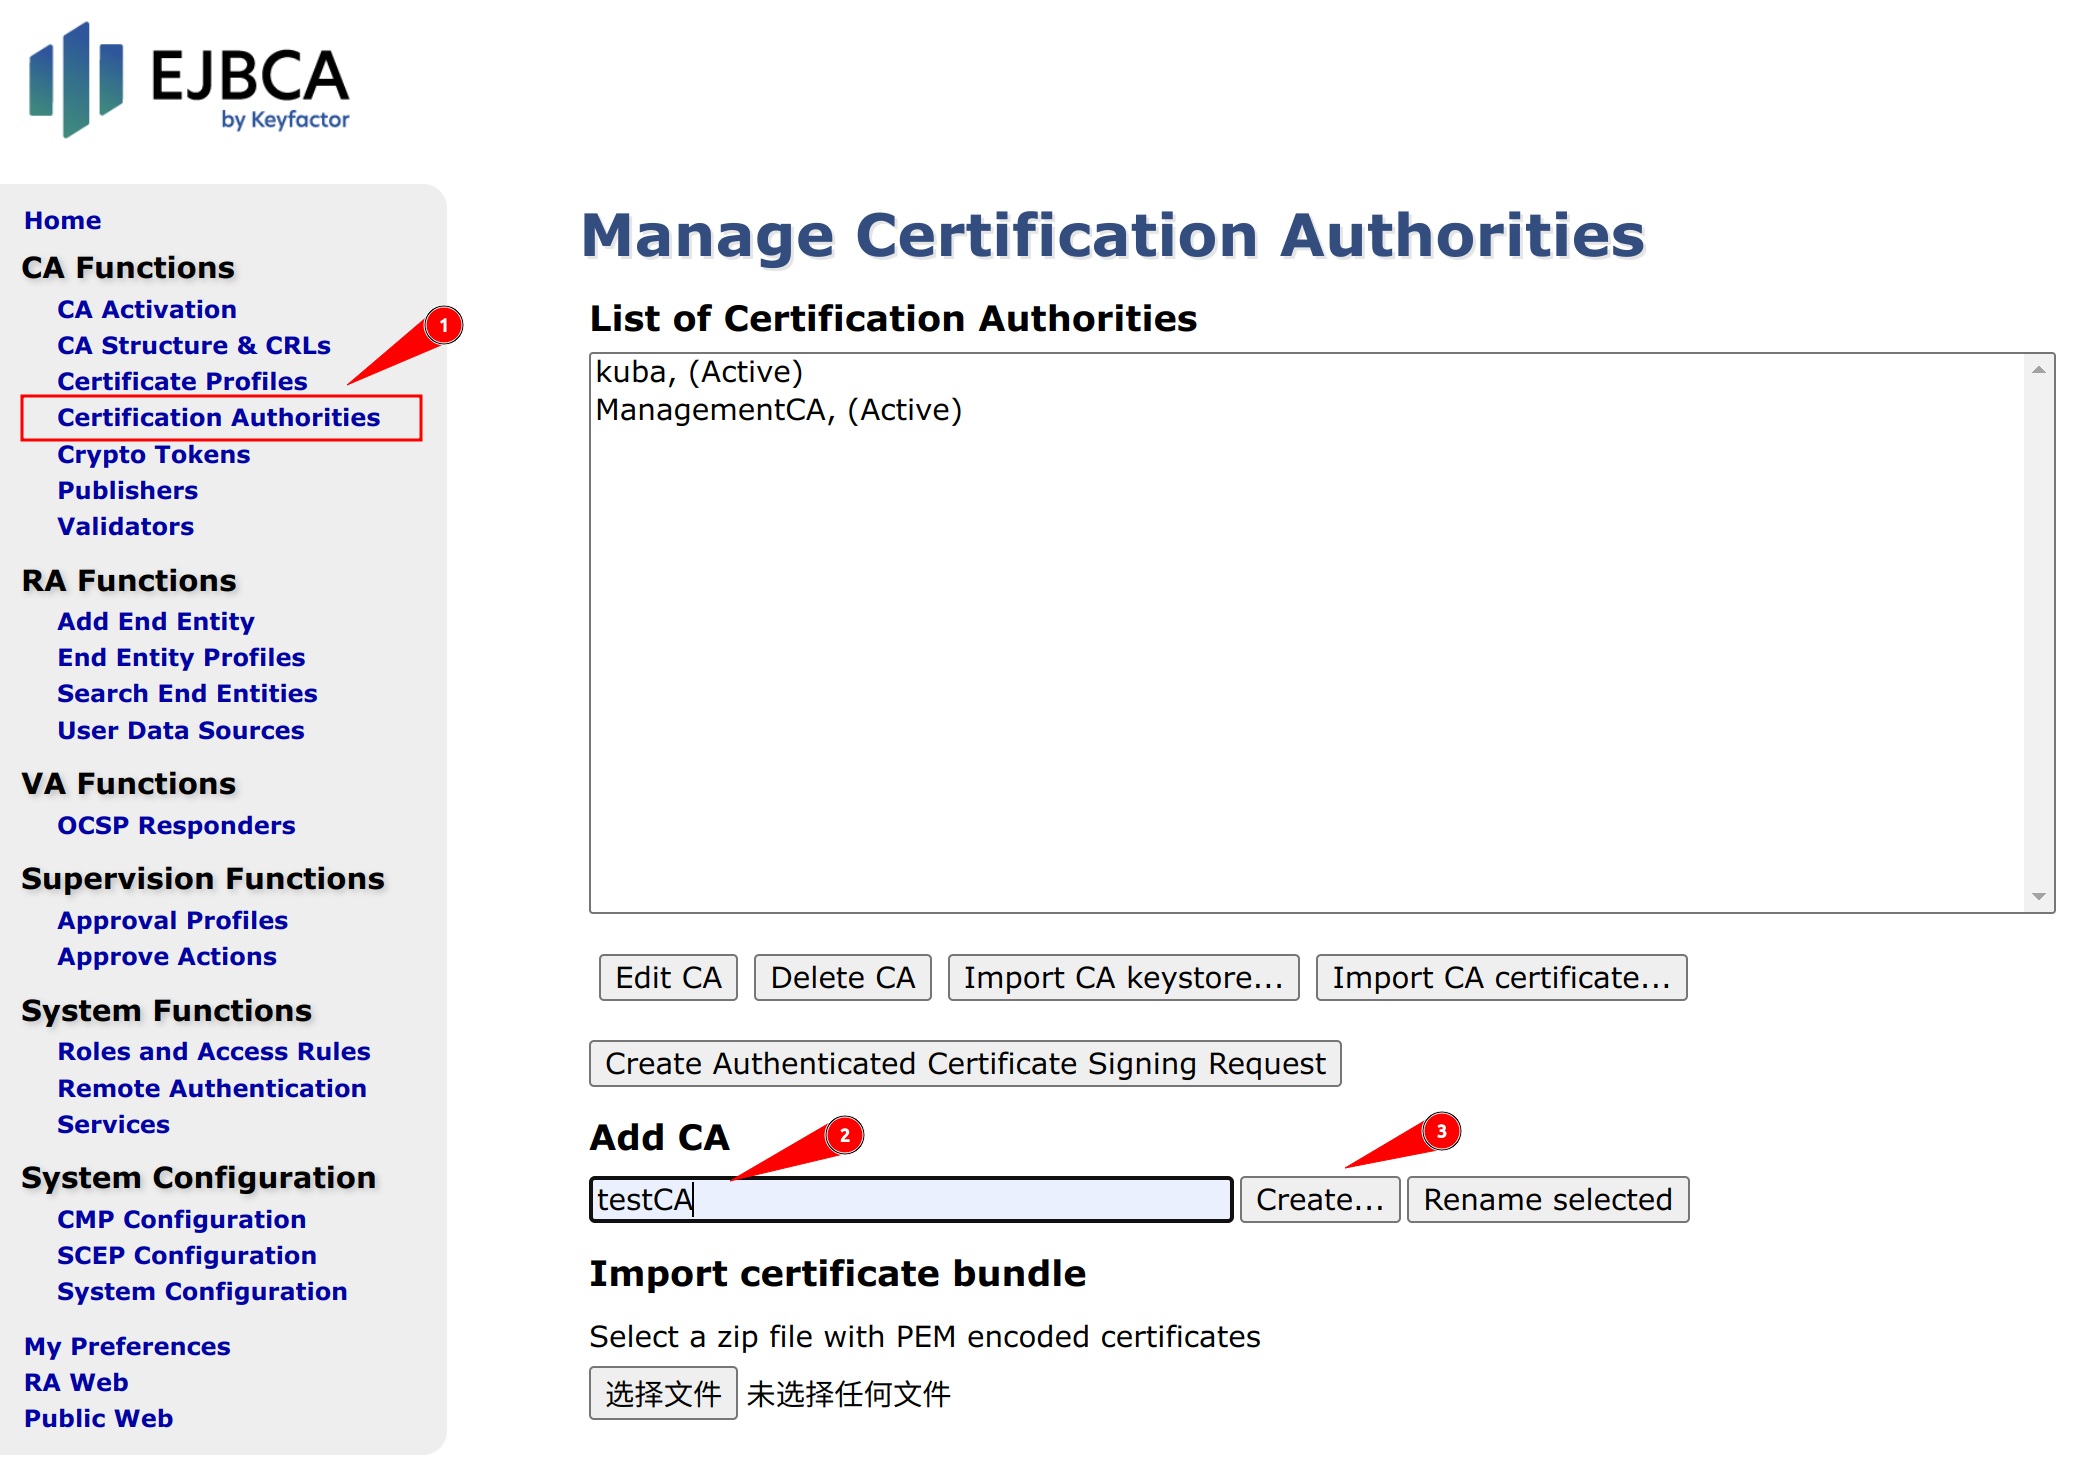 EJBCA
by Keyfactor
Home
CA Functions
CA Activation
1
CA Structure & CRLs
Certificate Profiles
Certification Authorities
Crypto Tokens
Publishers
Validators
RA Functions
Add End Entity
End Entity Profiles
Search End Entities
User Data Sources
VA Functions
OCSP Responders
Supervision Functions
Approval Profiles
Approve Actions
System Functions
Roles and Access Rules
Remote Authentication
Services
System Configuration
CMP Configuration
SCEP Configuration
System Configuration
My Preferences
RA Web
Public Web
Manage Certification Authorities
List of Certification Authorities
kuba, (Active)
ManagementCA, (Active)
Edit CA Delete CA Import CA keystore... Import CA certificate...
Create Authenticated Certificate Signing Request
Add CA
2
3
testCA Create... Rename selected
Import certificate bundle
Select a zip file with PEM encoded certificates
选择文件 未选择任何文件